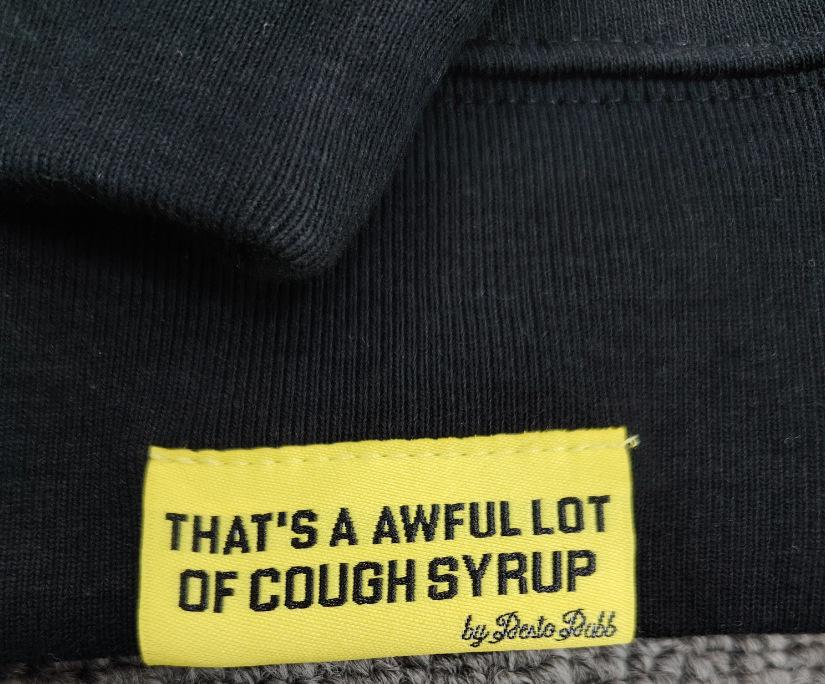 THAT'S A AWFUL LOT
OF COUGH SYRUP
by Desto Dubb